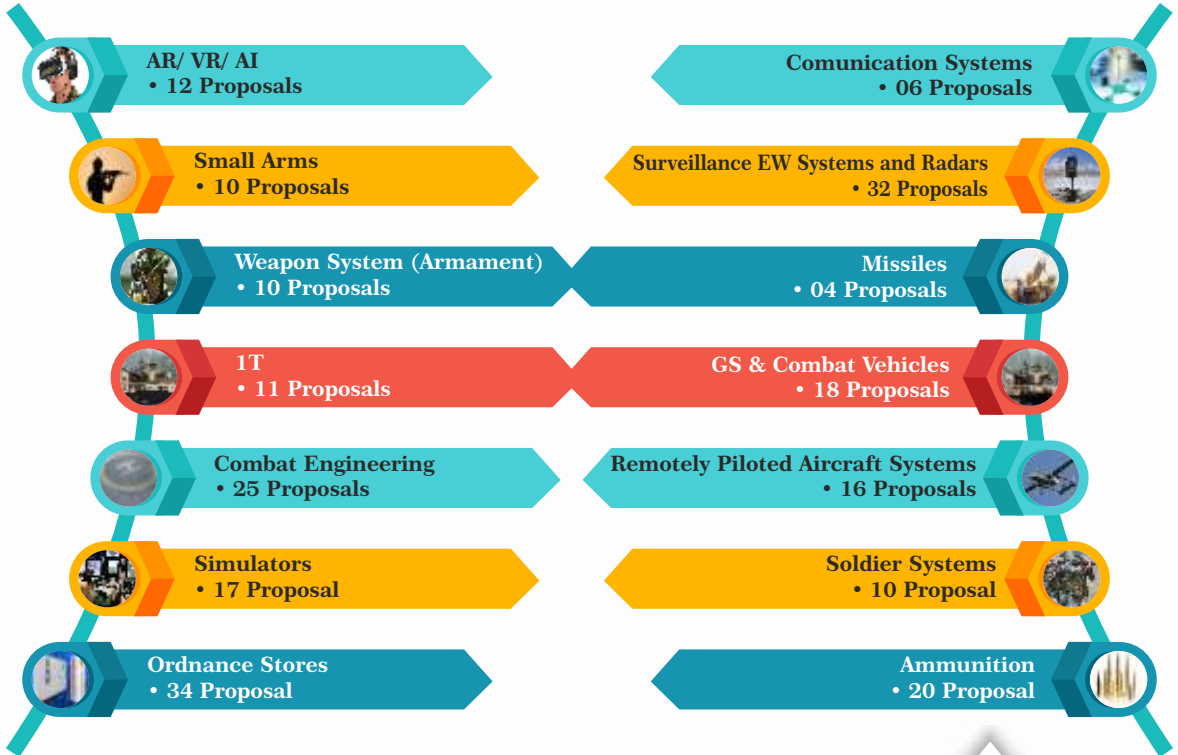 AR/ VR/ AI
• 12 Proposals
Comunication Systems
• 06 Proposals
Small Arms
• 10 Proposals
Surveillance EW Systems and Radars
• 32 Proposals
Weapon System (Armament)
• 10 Proposals
Missiles
• 04 Proposals
1T
• 11 Proposals
GS & Combat Vehicles
• 18 Proposals
Combat Engineering
• 25 Proposals
Remotely Piloted Aircraft Systems
• 16 Proposals
Simulators
• 17 Proposal
Soldier Systems
• 10 Proposal
Ordnance Stores
• 34 Proposal
Ammunition
• 20 Proposal